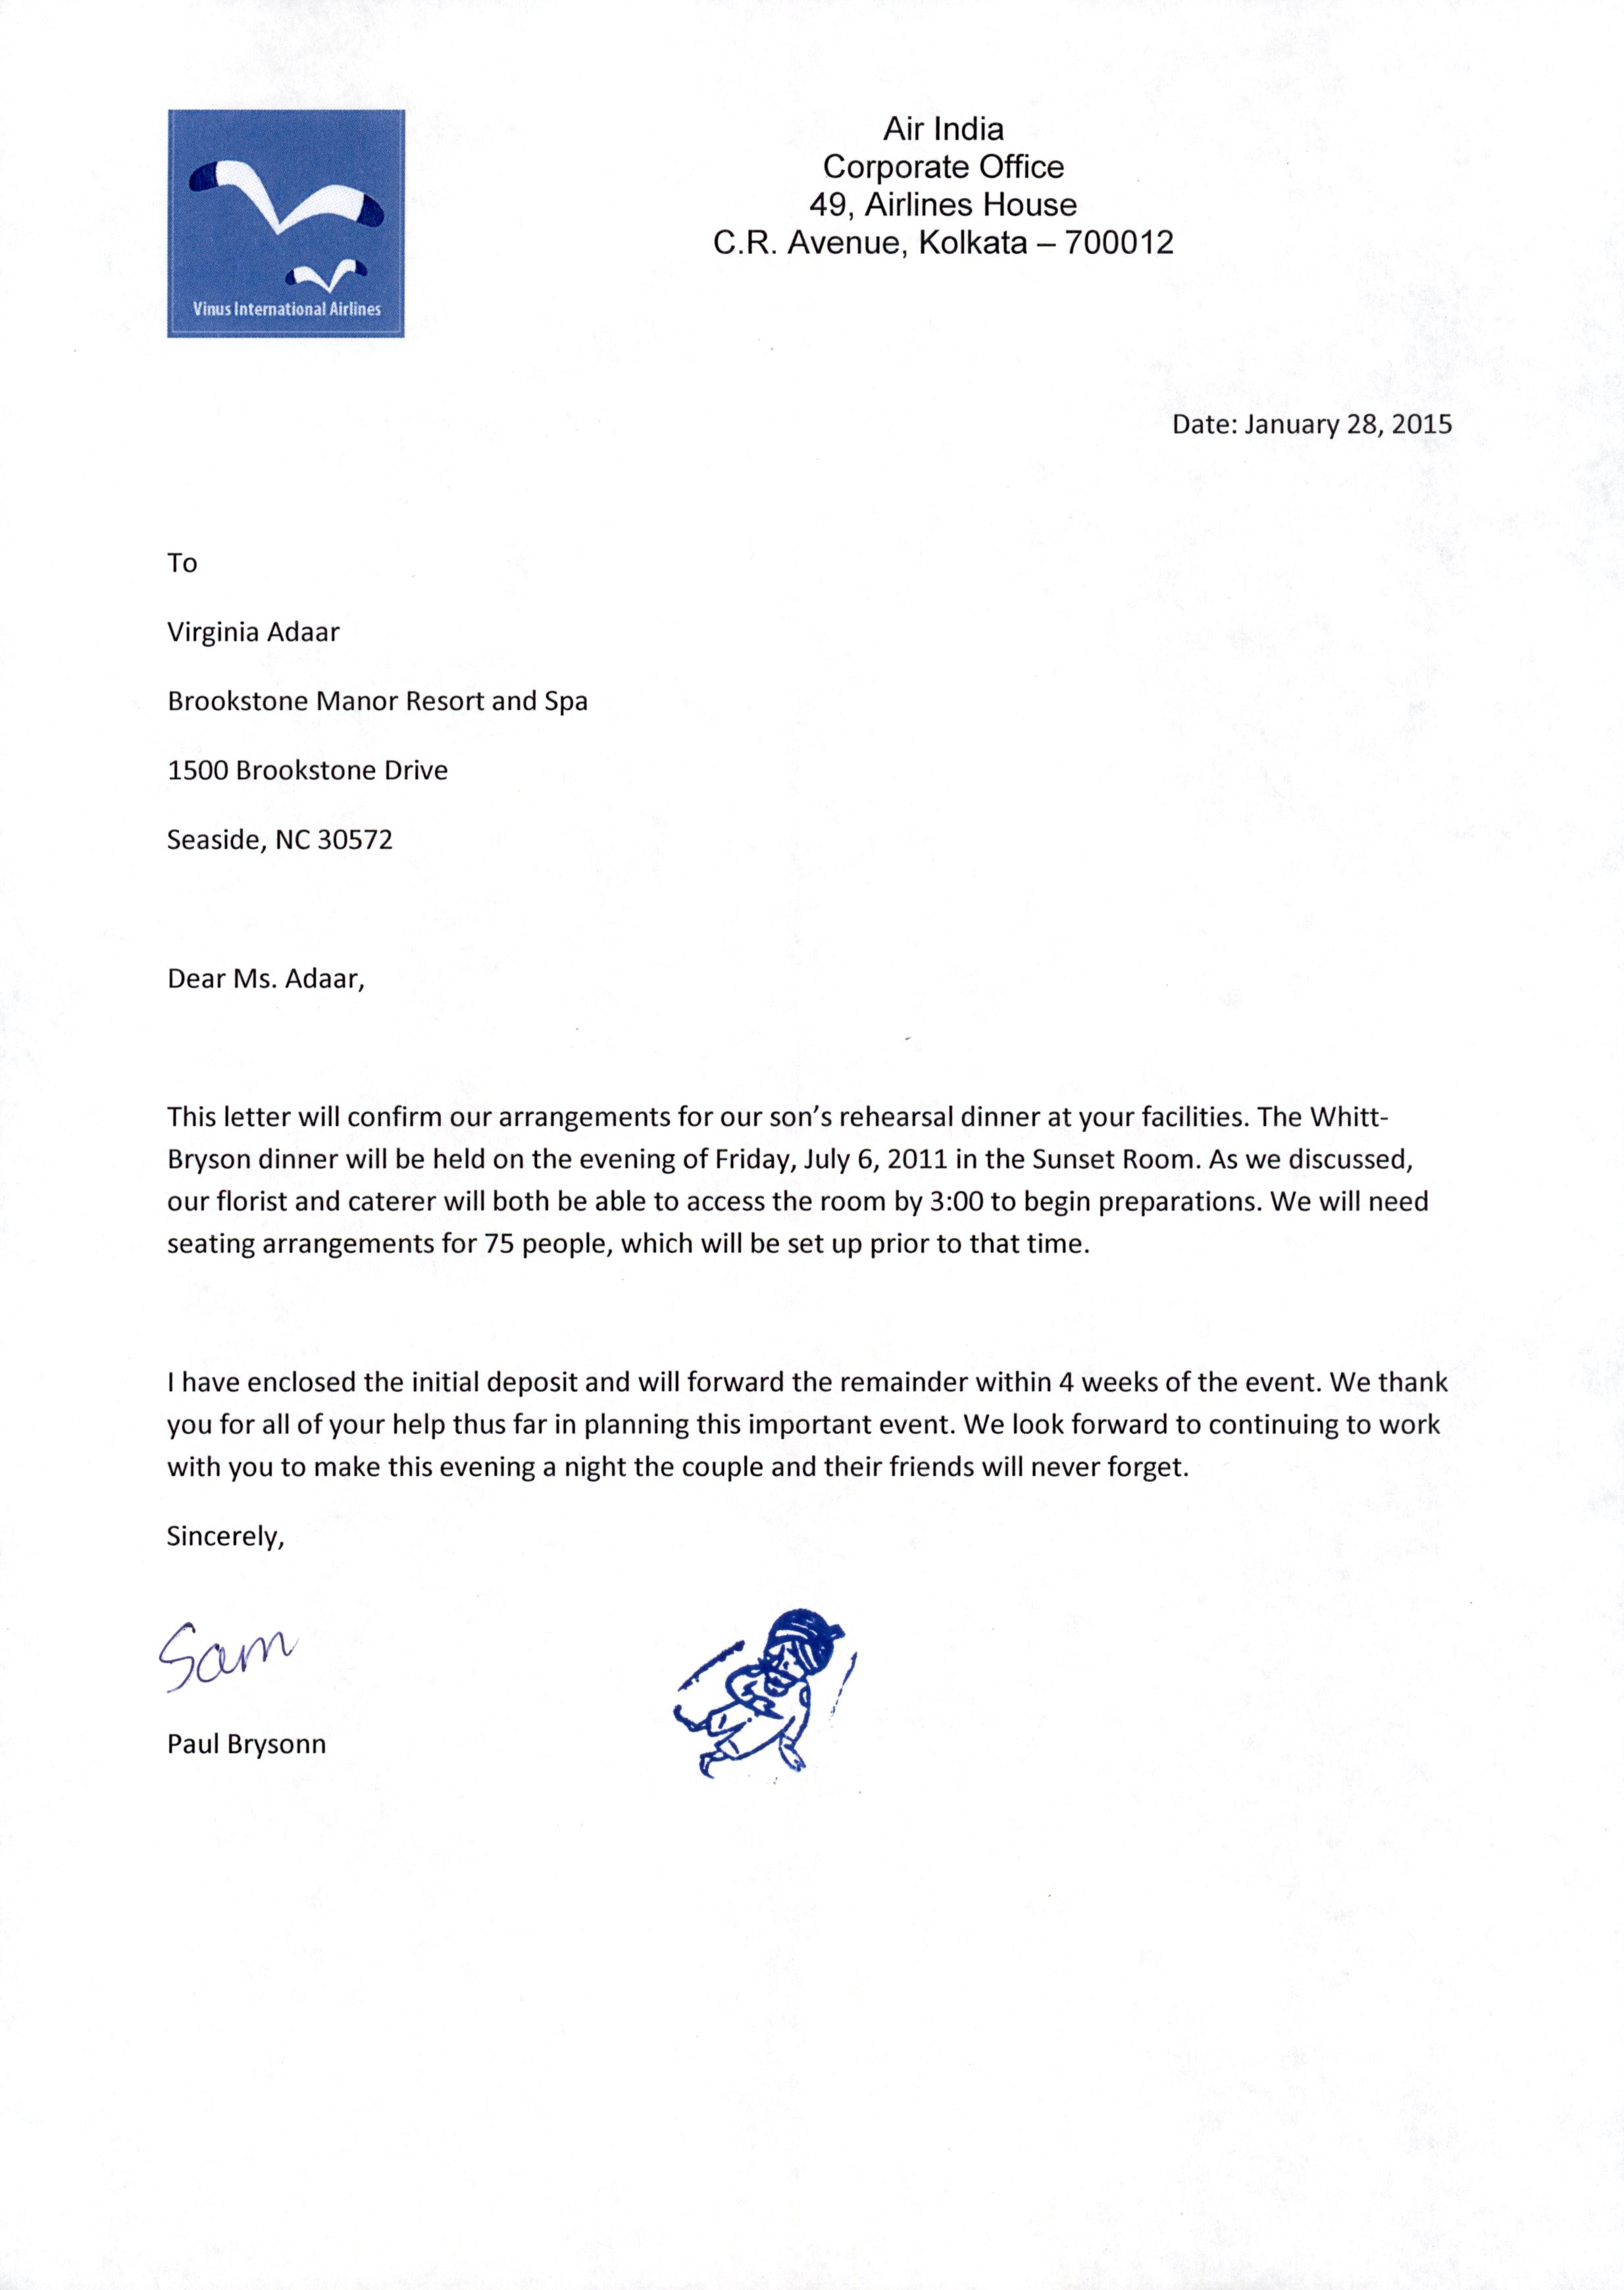 Vinus International Airlines
Air India
Corporate Office
49, Airlines House
C.R. Avenue, Kolkata – 700012
Date: January 28, 2015
To
Virginia Adaar
Brookstone Manor Resort and Spa
1500 Brookstone Drive
Seaside, NC 30572
Dear Ms. Adaar,
This letter will confirm our arrangements for our son’s rehearsal dinner at your facilities. The Whitt-
Bryson dinner will be held on the evening of Friday, July 6, 2011 in the Sunset Room. As we discussed,
our florist and caterer will both be able to access the room by 3:00 to begin preparations. We will need
seating arrangements for 75 people, which will be set up prior to that time.
I have enclosed the initial deposit and will forward the remainder within 4 weeks of the event. We thank
you for all of your help thus far in planning this important event. We look forward to continuing to work
with you to make this evening a night the couple and their friends will never forget.
Sincerely,
Sam
Paul Brysonn